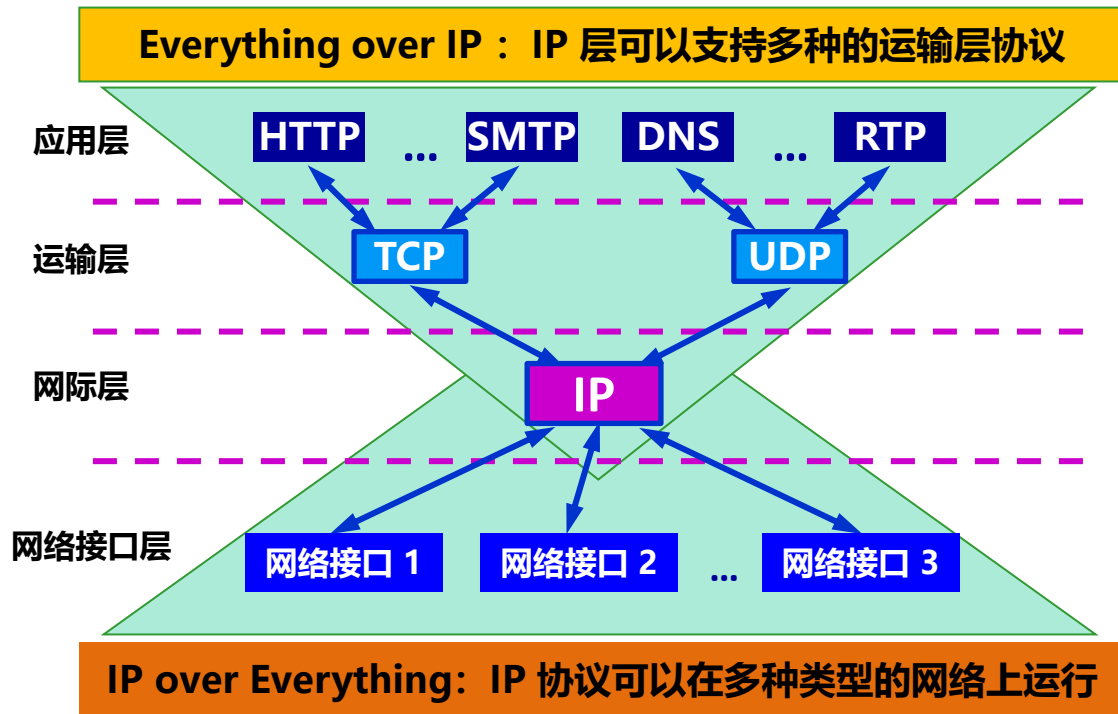 Everything over IP ：IP 层可以支持多种的运输层协议
应用层
HTTP ... SMTP DNS ... RTP
运输层
TCP UDP
网际层
IP
网络接口层
网络接口 1 网络接口 2 ... 网络接口 3
IP over Everything：IP 协议可以在多种类型的网络上运行